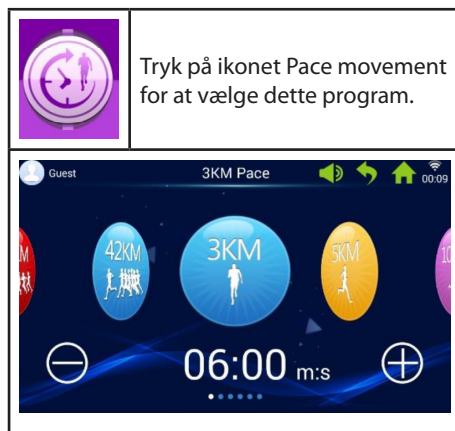 Tryk på ikonet Pace movement
for at vælge dette program.
Guest
3KM Pace
00:09
42KM
3KM
5KM
10
06:00 m:s